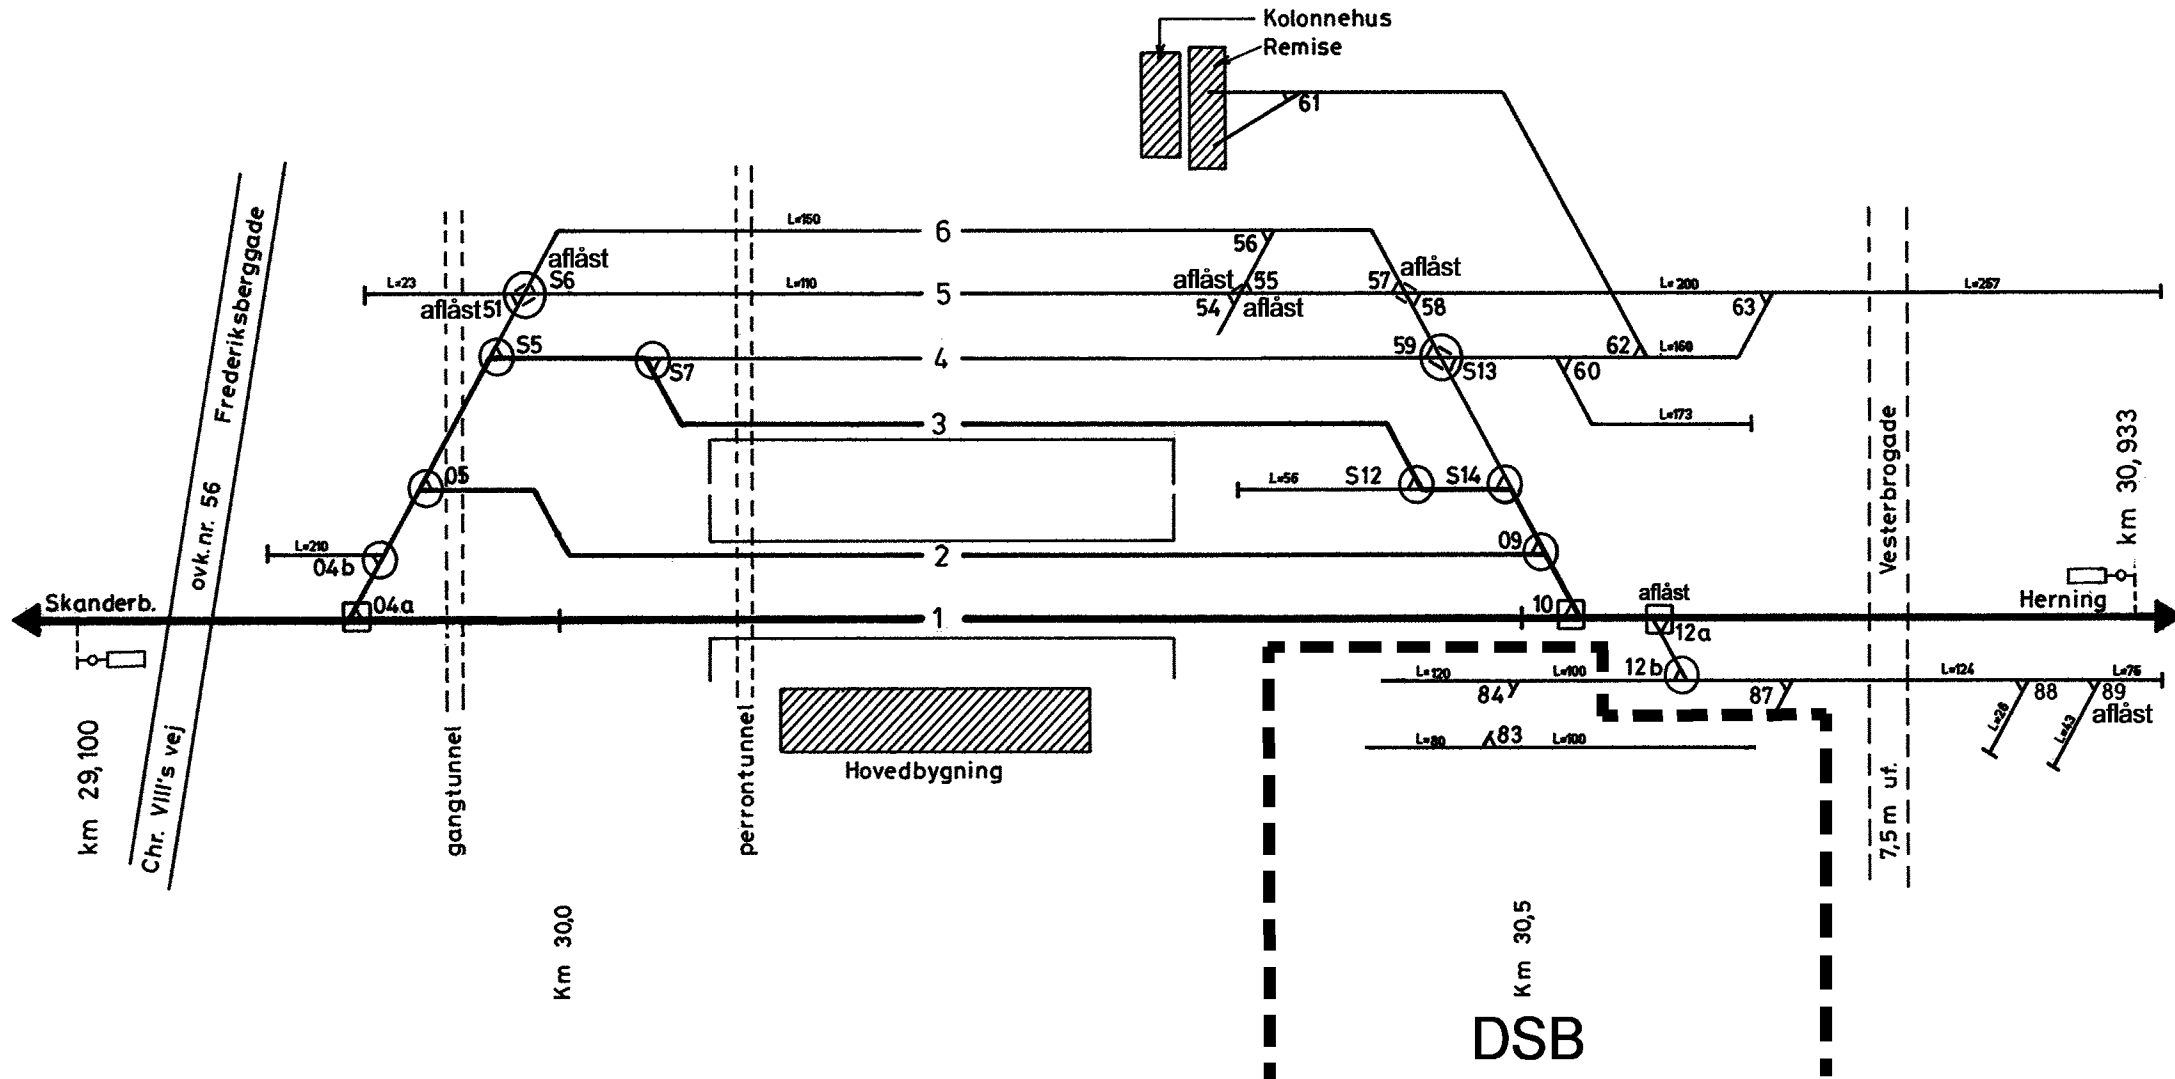 Kolonnehus
Remise
61
L=150
6
56
aflåst
S6
L=23
aflåst 51
L=110
5
aflåst 55
54 aflåst
57 aflåst
58
L=200
63
L=267
S5
S7
4
59
S13
60
62
L=160
L=173
3
05
L=56
S12
S14
L=210
04b
2
09
Skanderb.
04a
1
10
aflåst
12a
Herning
12b
L=120
L=100
84
87
L=124
L=76
88
89
aflåst
L=28
L=43
L=80
83
L=100
Hovedbygning
ovk.nr. 56 Frederiksberggade
Chr. VIII's vej
km 29,100
gangtunnel
perrontunnel
Km 30,0
Km 30,5
Vesterbrogade
7,5m uf.
km 30,933
DSB